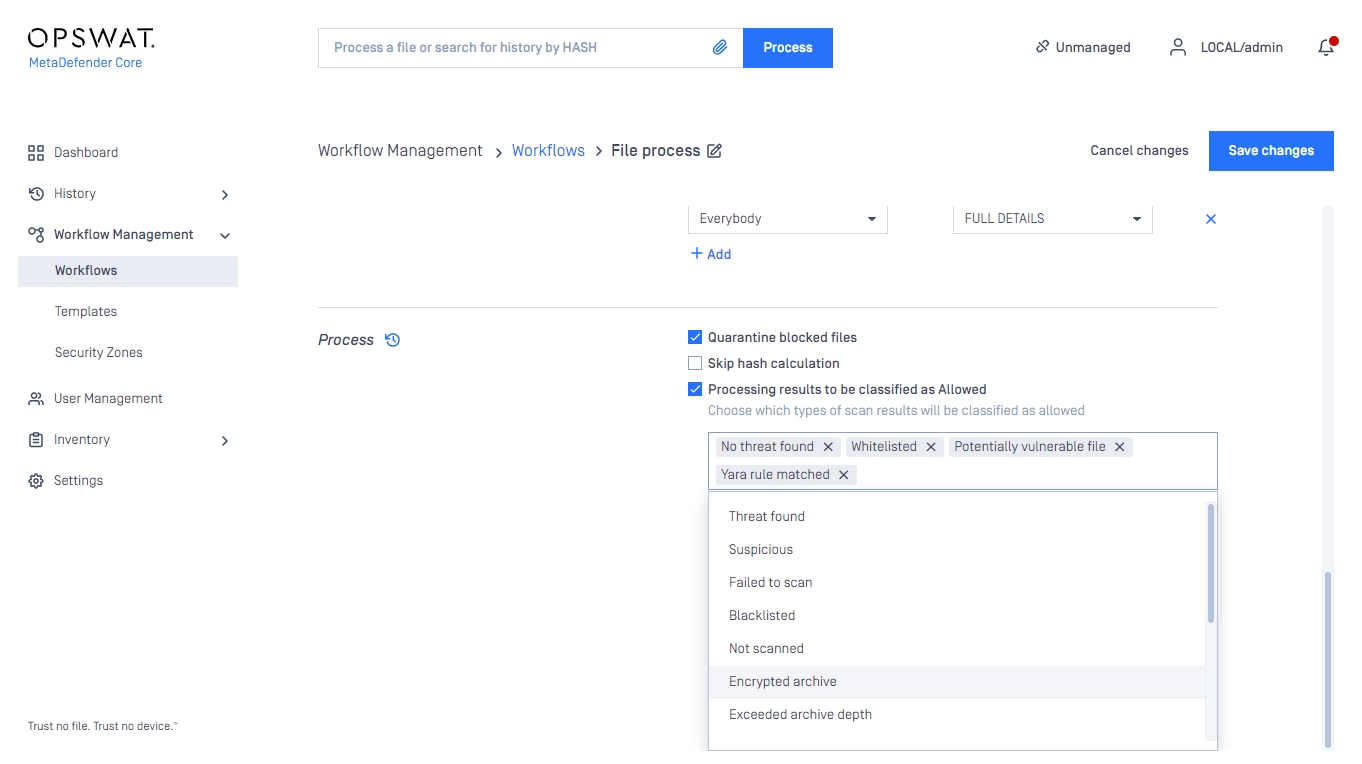 OPSWAT.
MetaDefender Core
Process a file or search for history by HASH
Process
Unmanaged
LOCAL/admin
Dashboard
History
Workflow Management
Workflows
Templates
Security Zones
User Management
Inventory
Settings
Trust no file. Trust no device.™
Workflow Management > Workflows > File process
Cancel changes
Save changes
Everybody
FULL DETAILS
+ Add
Process
Quarantine blocked files
Skip hash calculation
Processing results to be classified as Allowed
Choose which types of scan results will be classified as allowed
No threat found × Whitelisted × Potentially vulnerable file ×
Yara rule matched ×
Threat found
Suspicious
Failed to scan
Blacklisted
Not scanned
Encrypted archive
Exceeded archive depth